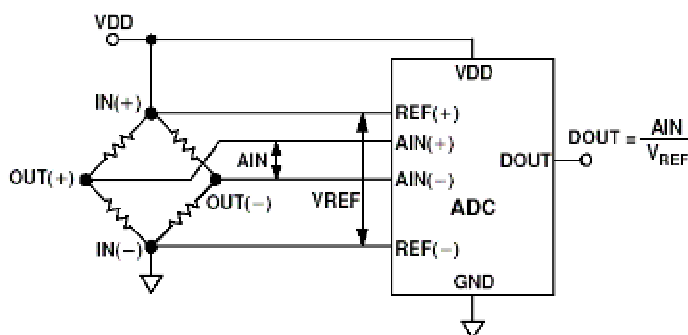 VDD
VDD
IN(+)
REF(+)
AIN(+)
AIN
DOUT
DOUT = AIN
VREF
OUT(+)
AIN(−)
OUT(−)
VREF
ADC
IN(−)
REF(−)
GND